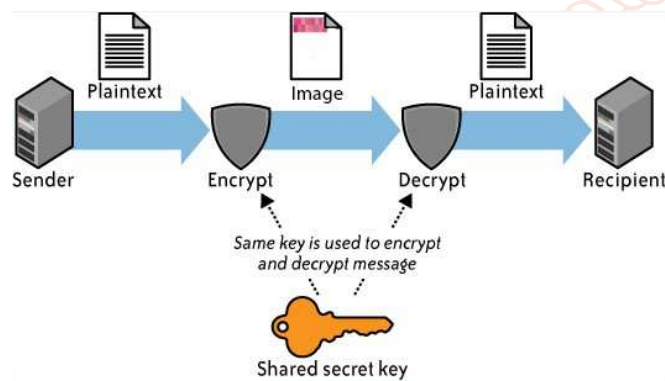 Plaintext
Image
Plaintext
Sender
Encrypt
Decrypt
Recipient
Same key is used to encrypt
and decrypt message
Shared secret key